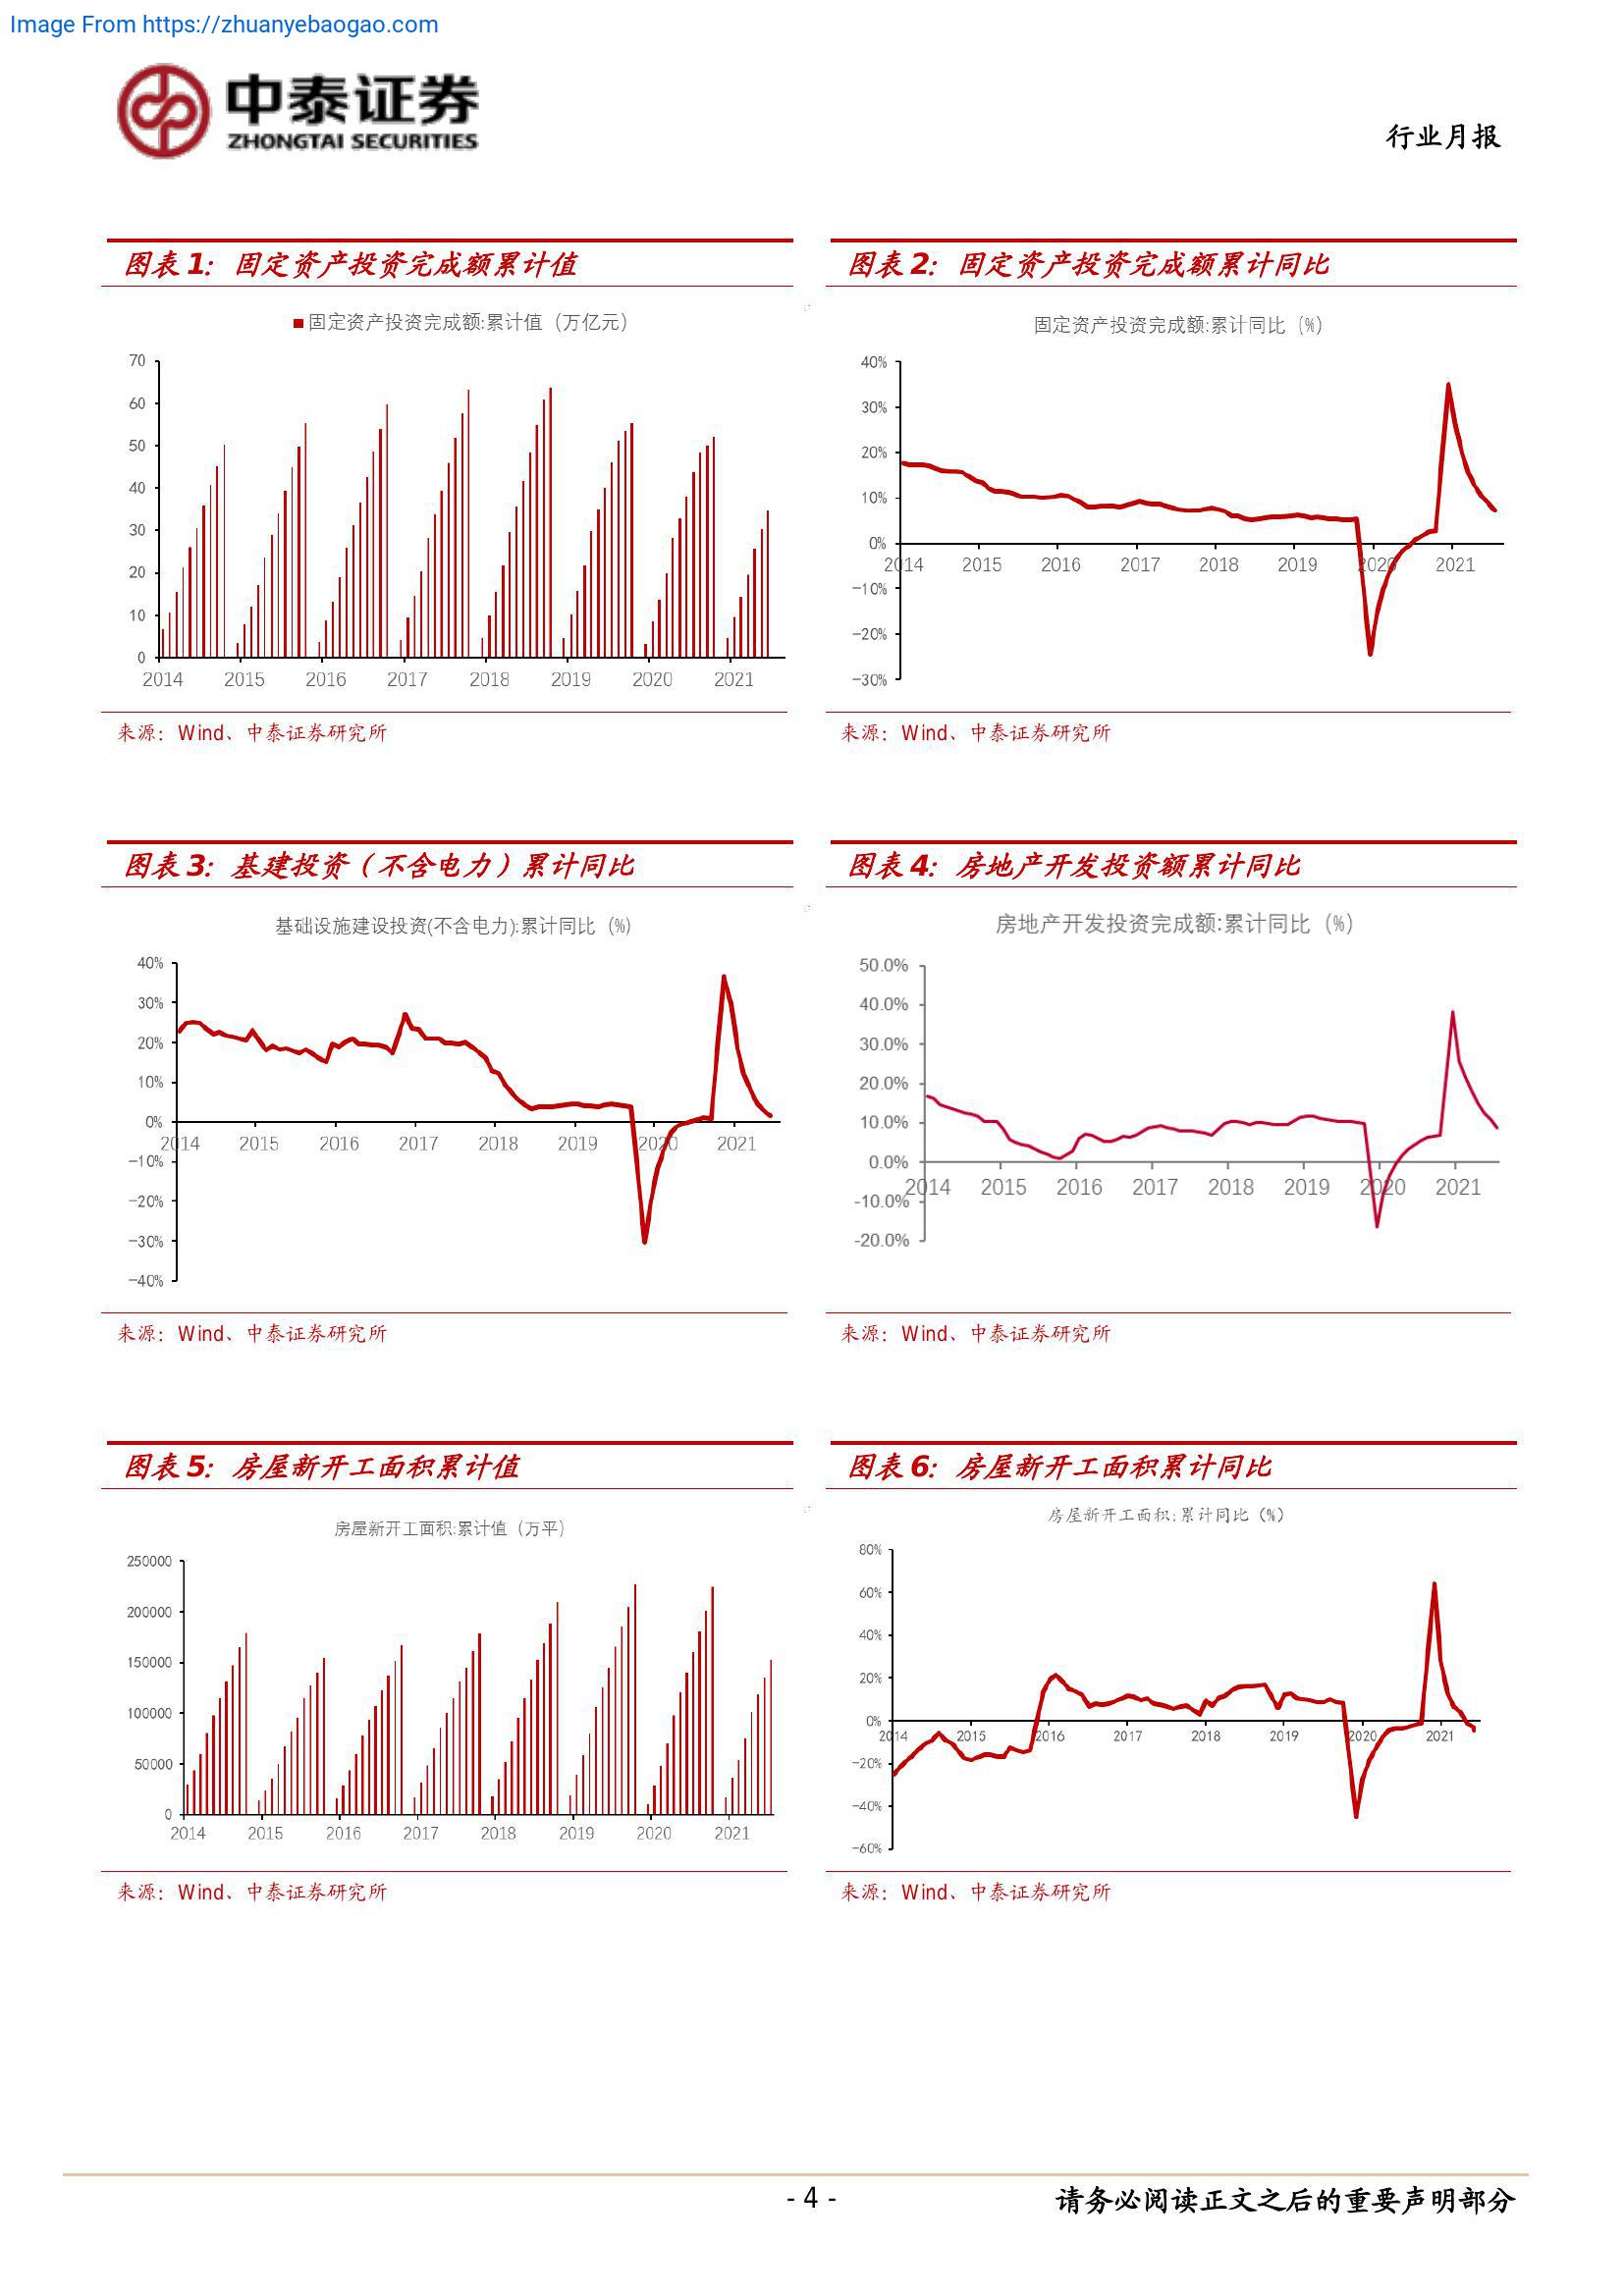 Image From https://zhuanyebaogao.com
中泰证券
ZHONGTAI SECURITIES
行业月报
图表1：固定资产投资完成额累计值
固定资产投资完成额:累计值（万亿元）
70
60
50
40
30
20
10
0
2014 2015 2016 2017 2018 2019 2020 2021
来源：Wind、中泰证券研究所
图表2：固定资产投资完成额累计同比
固定资产投资完成额:累计同比（%）
40%
30%
20%
10%
0%
2014 2015 2016 2017 2018 2019 2020 2021
-10%
-20%
-30%
来源：Wind、中泰证券研究所
图表3：基建投资（不含电力）累计同比
基础设施建设投资(不含电力):累计同比（%）
40%
30%
20%
10%
0%
2014 2015 2016 2017 2018 2019 2020 2021
-10%
-20%
-30%
-40%
来源：Wind、中泰证券研究所
图表4：房地产开发投资额累计同比
房地产开发投资完成额:累计同比（%）
50.0%
40.0%
30.0%
20.0%
10.0%
0.0%
2014 2015 2016 2017 2018 2019 2020 2021
-10.0%
-20.0%
来源：Wind、中泰证券研究所
图表5：房屋新开工面积累计值
房屋新开工面积:累计值（万平）
250000
200000
150000
100000
50000
0
2014 2015 2016 2017 2018 2019 2020 2021
来源：Wind、中泰证券研究所
图表6：房屋新开工面积累计同比
房屋新开工面积:累计同比（%）
80%
60%
40%
20%
0%
2014 2015 2016 2017 2018 2019 2020 2021
-20%
-40%
-60%
来源：Wind、中泰证券研究所
- 4 -
请务必阅读正文之后的重要声明部分